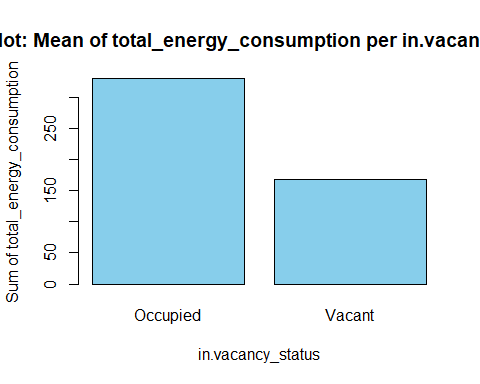 lot: Mean of total_energy_consumption per in.vacan
Sum of total_energy_consumption
250
150
50
0
Occupied
Vacant
in.vacancy_status